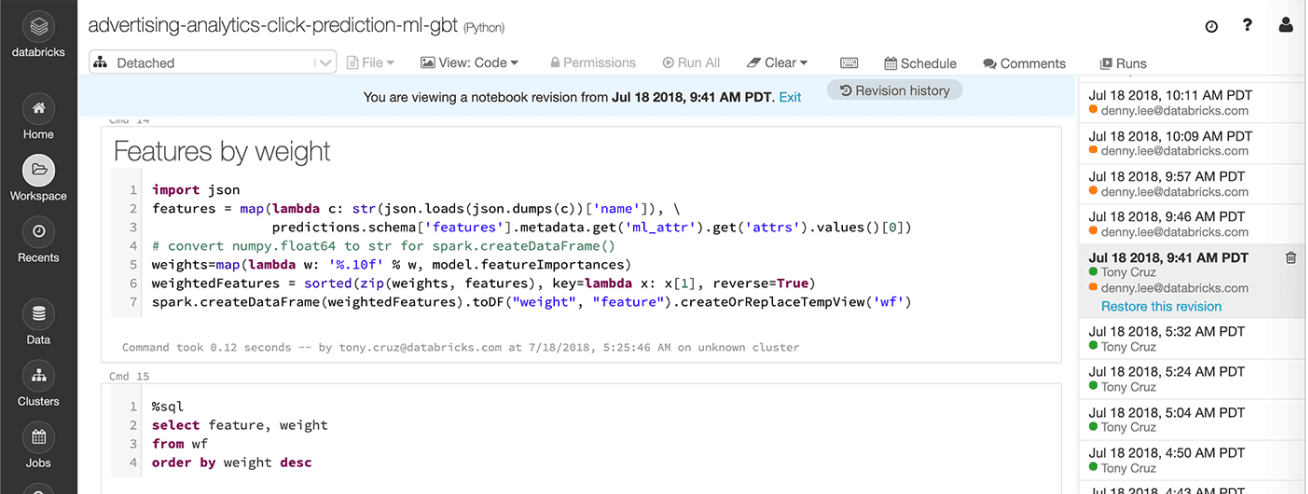 databricks
Home
Workspace
Recents
Data
Clusters
Jobs
advertising-analytics-click-prediction-ml-gbt (Python)
?
Detached
File
View: Code
Permissions
Run All
Clear
Schedule
Comments
Runs
You are viewing a notebook revision from Jul 18 2018, 9:41 AM PDT. Exit
Revision history
Cmd 14
Features by weight
1 import json
2 features = map(lambda c: str(json.loads(json.dumps(c))['name']), \
3 predictions.schema['features'].metadata.get('ml_attr').get('attrs').values()[0])
4 # convert numpy.float64 to str for spark.createDataFrame()
5 weights=map(lambda w: '%.10f' % w, model.featureImportances)
6 weightedFeatures = sorted(zip(weights, features), key=lambda x: x[1], reverse=True)
7 spark.createDataFrame(weightedFeatures).toDF("weight", "feature").createOrReplaceTempView('wf')
Command took 0.12 seconds -- by tony.cruz@databricks.com at 7/18/2018, 5:25:46 AM on unknown cluster
Cmd 15
1 %sql
2 select feature, weight
3 from wf
4 order by weight desc
Jul 18 2018, 10:11 AM PDT
denny.lee@databricks.com
Jul 18 2018, 10:09 AM PDT
denny.lee@databricks.com
Jul 18 2018, 9:57 AM PDT
denny.lee@databricks.com
Jul 18 2018, 9:46 AM PDT
denny.lee@databricks.com
Jul 18 2018, 9:41 AM PDT
Tony Cruz
denny.lee@databricks.com
Restore this revision
Jul 18 2018, 5:32 AM PDT
Tony Cruz
Jul 18 2018, 5:24 AM PDT
Tony Cruz
Jul 18 2018, 5:04 AM PDT
Tony Cruz
Jul 18 2018, 4:50 AM PDT
Tony Cruz
Jul 18 2018, 4:43 AM PDT